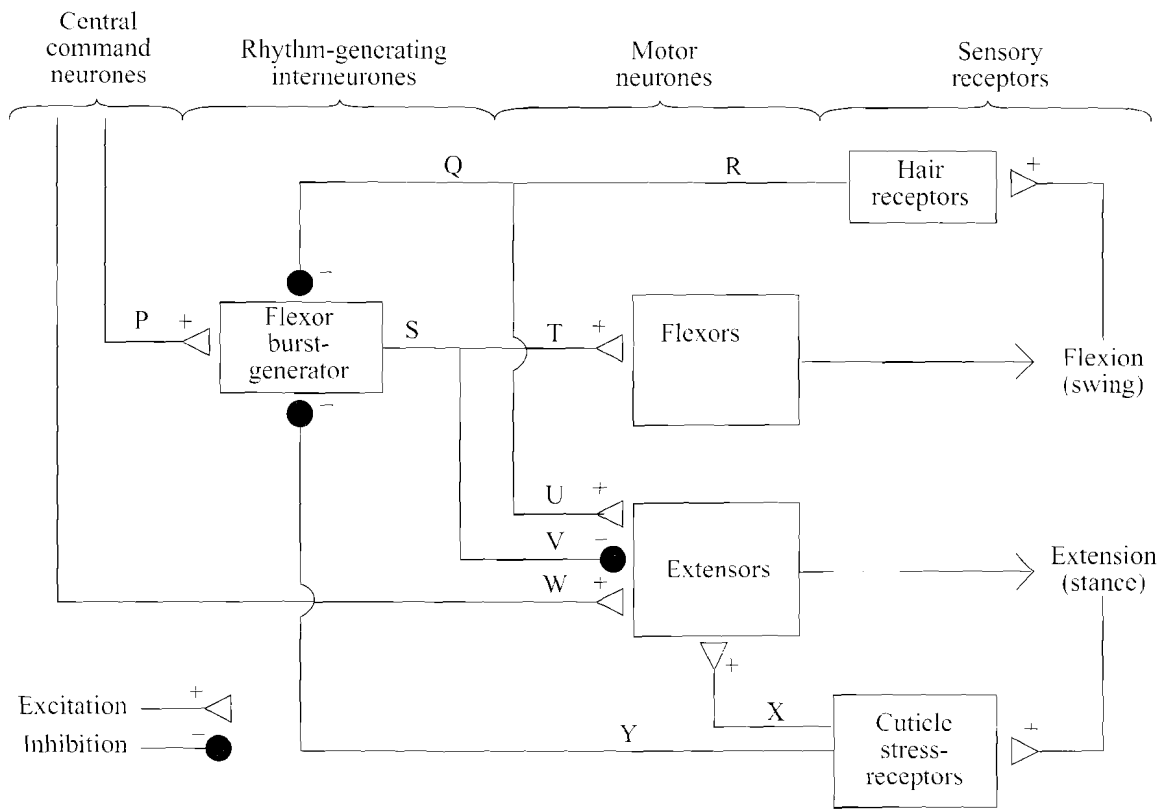 Central
command
neurones
Rhythm-generating
interneurones
Motor
neurones
Sensory
receptors
Q
R
Hair
receptors
+
−
P
+
Flexor
burst-
generator
S
T
+
Flexors
Flexion
(swing)
−
U
+
V
−
W
+
Extensors
Extension
(stance)
+
Excitation
+
Inhibition
−
X
Y
Cuticle
stress-
receptors
+